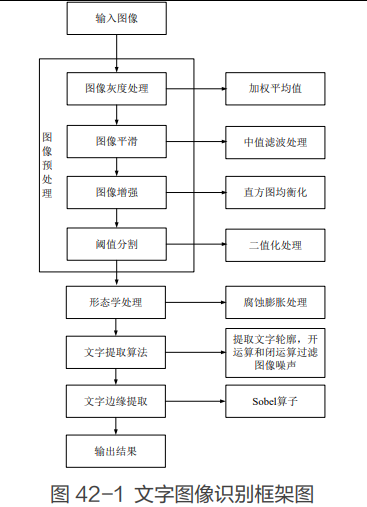 输入图像
图像灰度处理
加权平均值
图像预处理
图像平滑
中值滤波处理
图像增强
直方图均衡化
阈值分割
二值化处理
形态学处理
腐蚀膨胀处理
文字提取算法
提取文字轮廓，开
运算和闭运算过滤
图像噪声
文字边缘提取
Sobel算子
输出结果
图 42-1 文字图像识别框架图